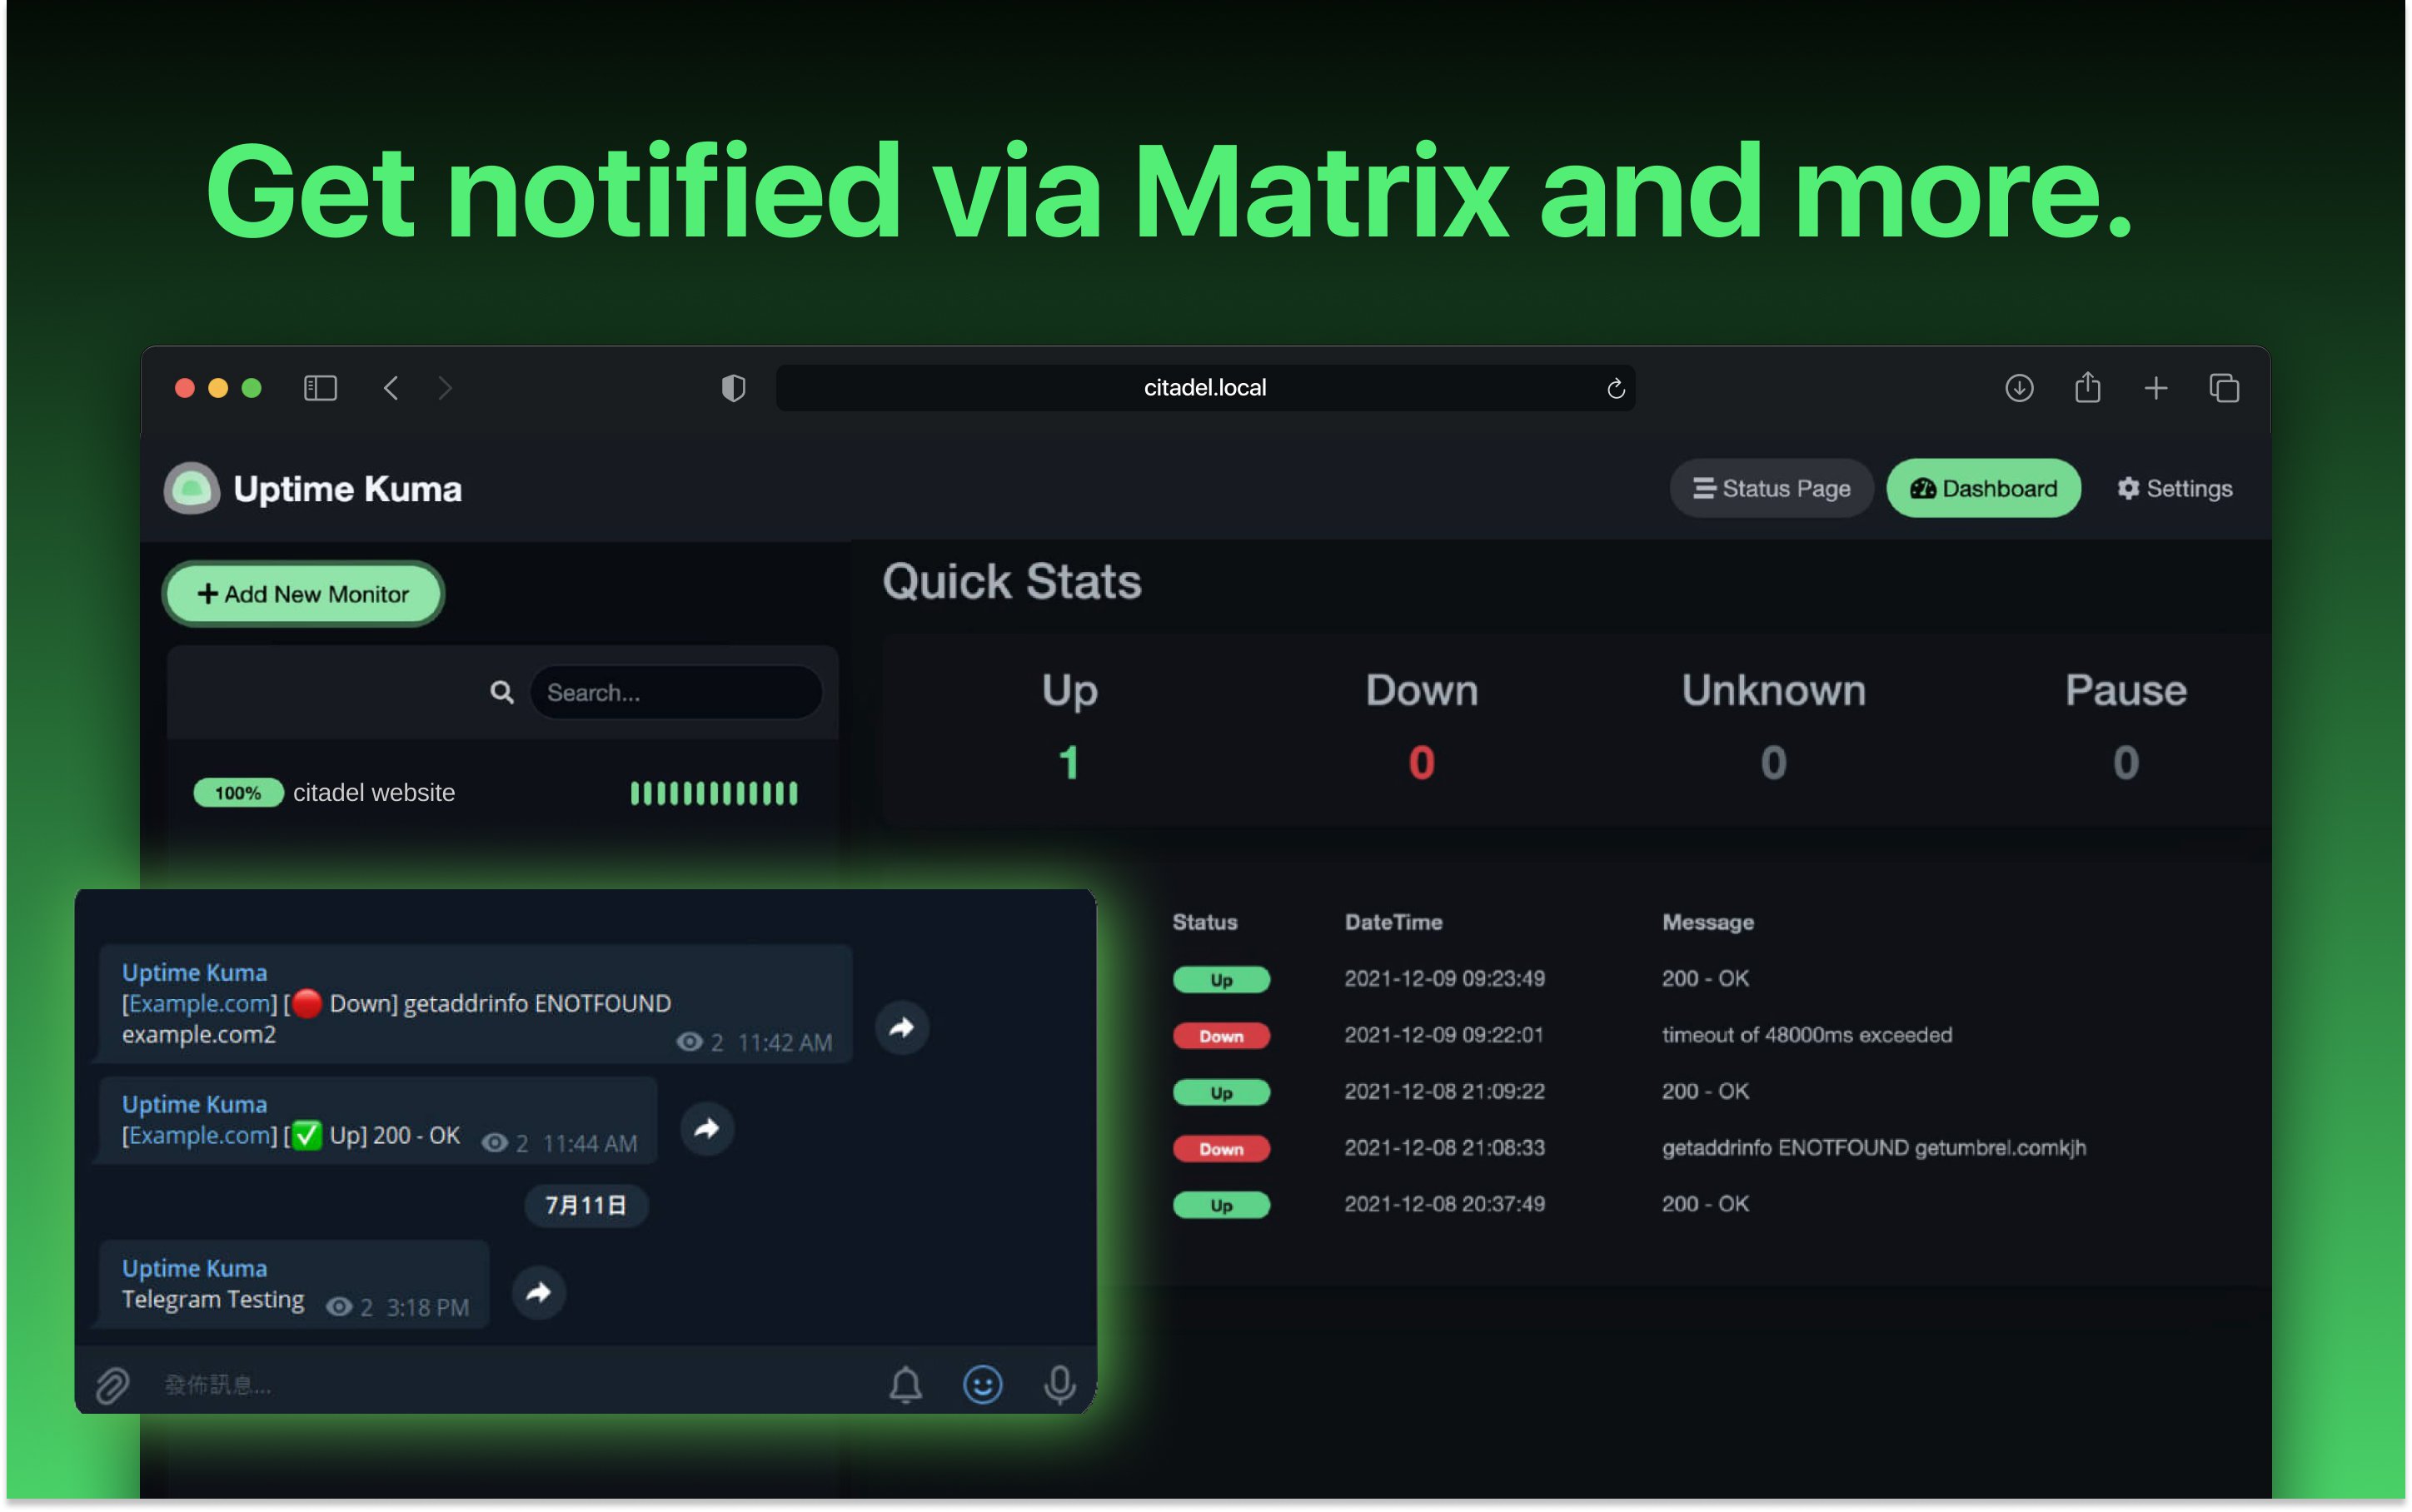 Get notified via Matrix and more.
citadel.local
Uptime Kuma
Status Page
Dashboard
Settings
+ Add New Monitor
Quick Stats
Search...
Up
Down
Unknown
Pause
1
0
0
0
100% citadel website
Status DateTime Message
Up 2021-12-09 09:23:49 200 - OK
Down 2021-12-09 09:22:01 timeout of 48000ms exceeded
Up 2021-12-08 21:09:22 200 - OK
Down 2021-12-08 21:08:33 getaddrinfo ENOTFOUND getumbrel.comkjh
Up 2021-12-08 20:37:49 200 - OK
Uptime Kuma
[Example.com] [🔴 Down] getaddrinfo ENOTFOUND
example.com2
2 11:42 AM
Uptime Kuma
[Example.com] [✅ Up] 200 - OK 2 11:44 AM
7月11日
Uptime Kuma
Telegram Testing 2 3:18 PM
發佈訊息...